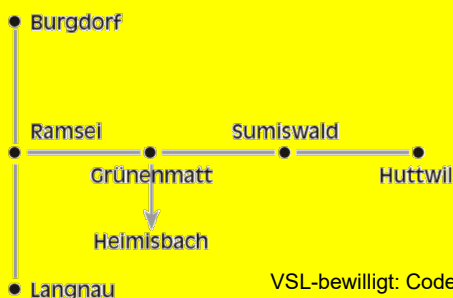 Burgdorf
Ramsei Sumiswald
Grünenmatt Huttwil
Heimisbach
Langnau
VSL-bewilligt: Code